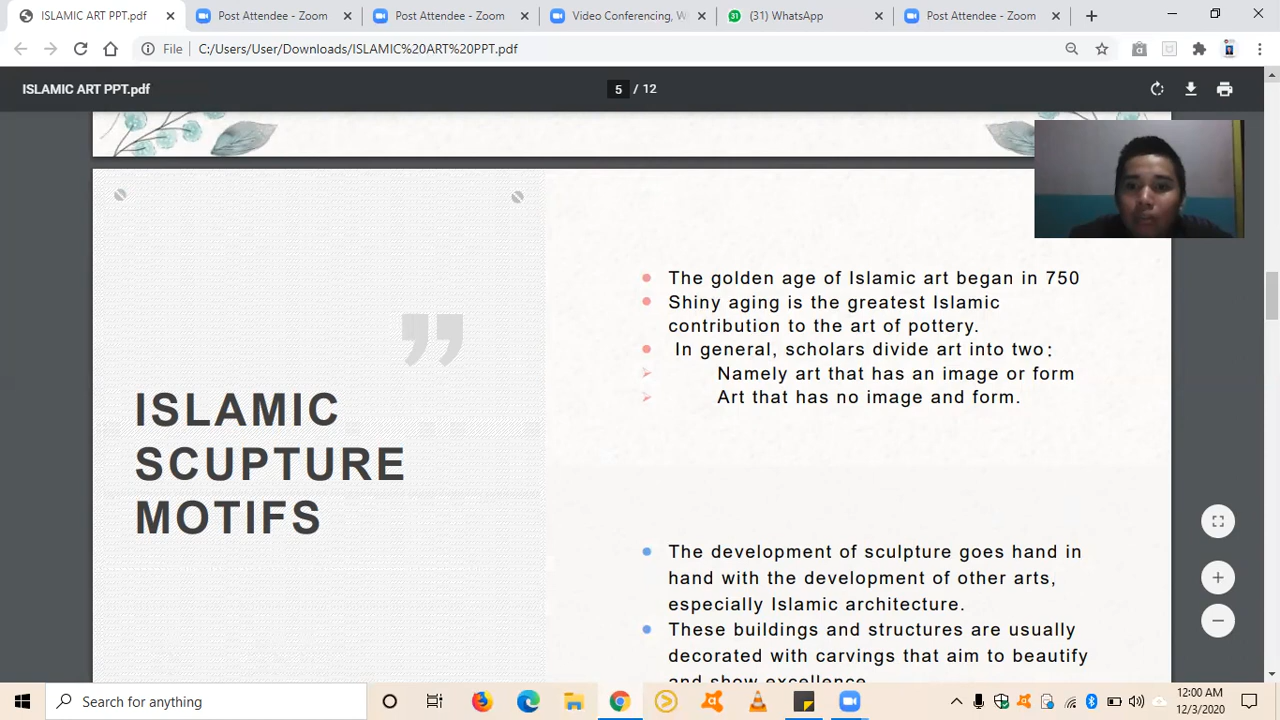 ISLAMIC ART PPT.pdf
Post Attendee - Zoom
Post Attendee - Zoom
Video Conferencing, W
(31) WhatsApp
Post Attendee - Zoom
File
C:/Users/User/Downloads/ISLAMIC%20ART%20PPT.pdf
ISLAMIC ART PPT.pdf
5 / 12
ISLAMIC
SCUPTURE
MOTIFS
The golden age of Islamic art began in 750
Shiny aging is the greatest Islamic
contribution to the art of pottery.
In general, scholars divide art into two:
Namely art that has an image or form
Art that has no image and form.
The development of sculpture goes hand in
hand with the development of other arts,
especially Islamic architecture.
These buildings and structures are usually
decorated with carvings that aim to beautify
and show excellence
Search for anything
12:00 AM
12/3/2020